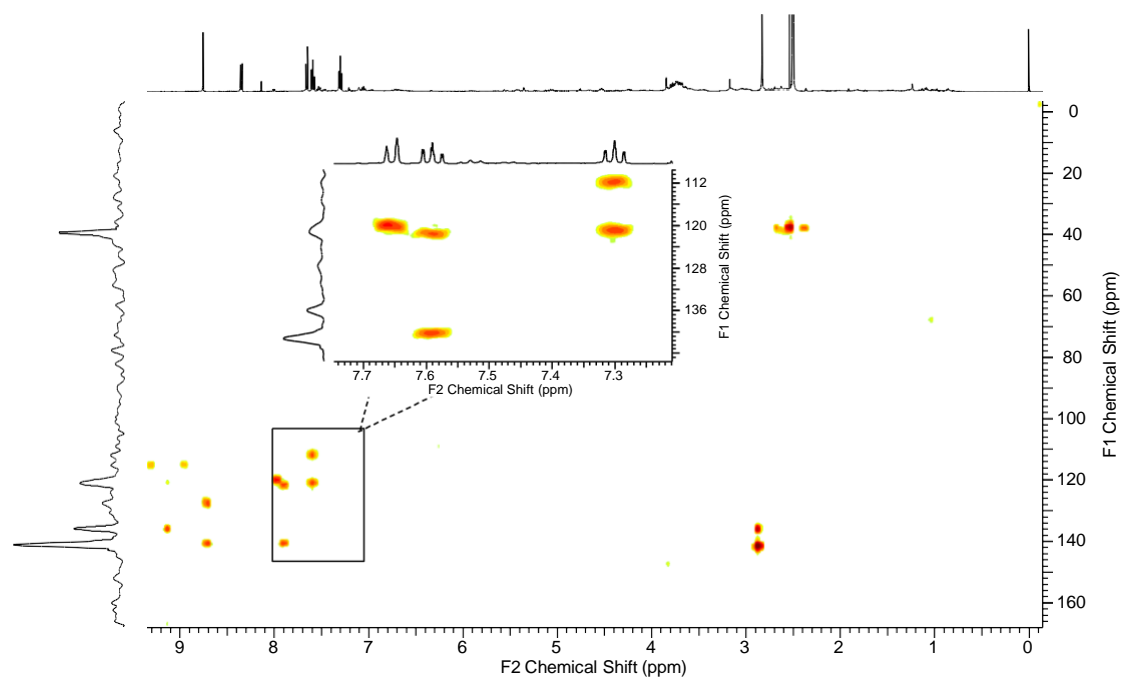 0
20
40
60
80
100
120
140
160
F1 Chemical Shift (ppm)
112
120
128
136
F1 Chemical Shift (ppm)
7.7 7.6 7.5 7.4 7.3
F2 Chemical Shift (ppm)
9 8 7 6 5 4 3 2 1 0
F2 Chemical Shift (ppm)